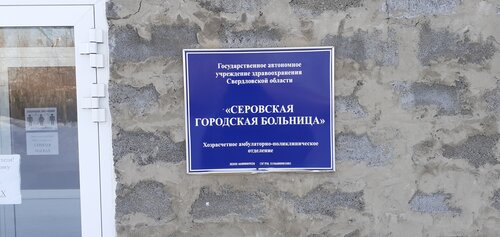 Государственное автономное
учреждение здравоохранения
Свердловской области
«СЕРОВСКАЯ
ГОРОДСКАЯ БОЛЬНИЦА»
Хозрасчетное амбулаторно-поликлиническое
отделение